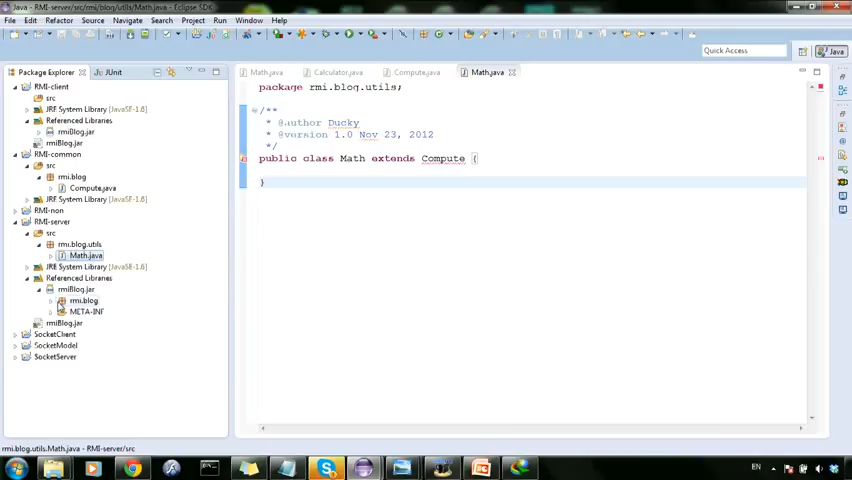 Java - RMI-server/src/rmi/blog/utils/Math.java - Eclipse SDK
File Edit Source Refactor Navigate Search Project Run Window Help
Quick Access
Java
Package Explorer
JUnit
Math.java
Calculator.java
Compute.java
Math.java
RMI-client
src
JRE System Library [JavaSE-1.6]
Referenced Libraries
rmiBlog.jar
rmiBlog.jar
RMI-common
src
rmi.blog
Compute.java
JRE System Library [JavaSE-1.6]
RMI-non
RMI-server
src
rmi.blog.utils
Math.java
JRE System Library [JavaSE-1.6]
Referenced Libraries
rmiBlog.jar
rmi.blog
META-INF
rmiBlog.jar
SocketClient
SocketModel
SocketServer
package rmi.blog.utils;
/**
* @author Ducky
* @version 1.0 Nov 23, 2012
*/
public class Math extends Compute {
}
rmi.blog.utils.Math.java - RMI-server/src
EN